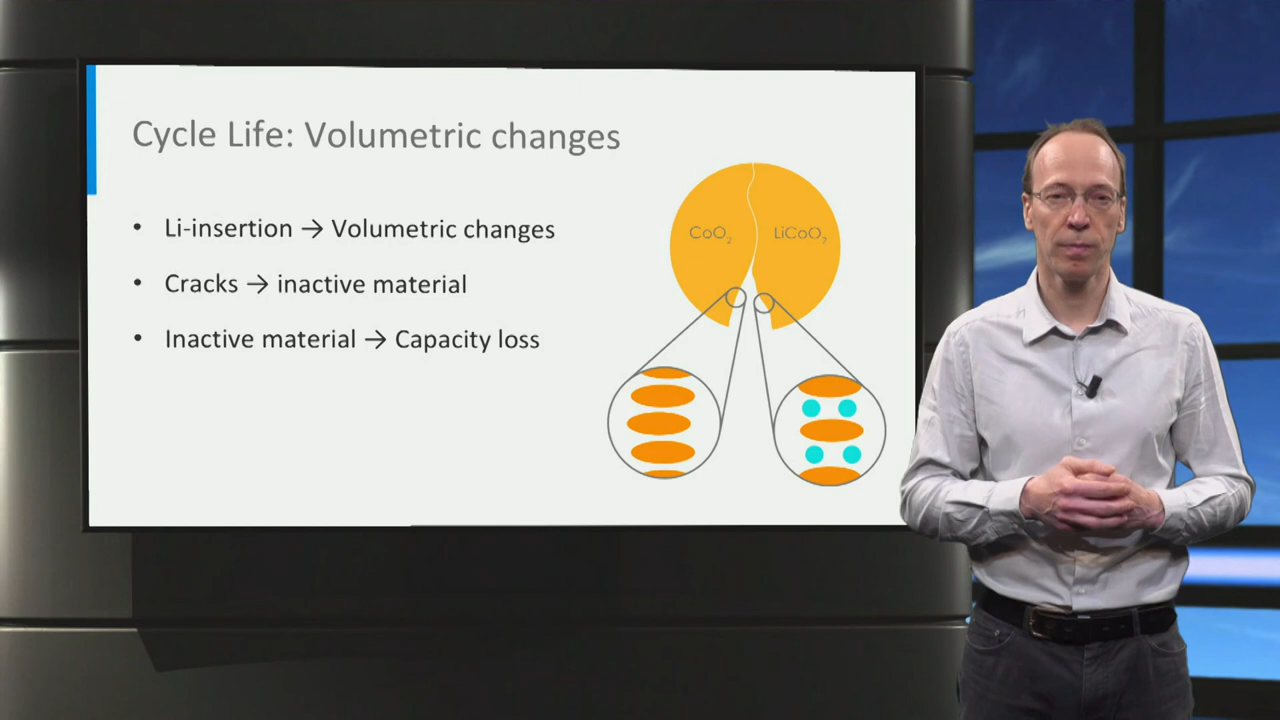 Cycle Life: Volumetric changes
• Li-insertion → Volumetric changes
• Cracks → inactive material
• Inactive material → Capacity loss
CoO₂ LiCoO₂